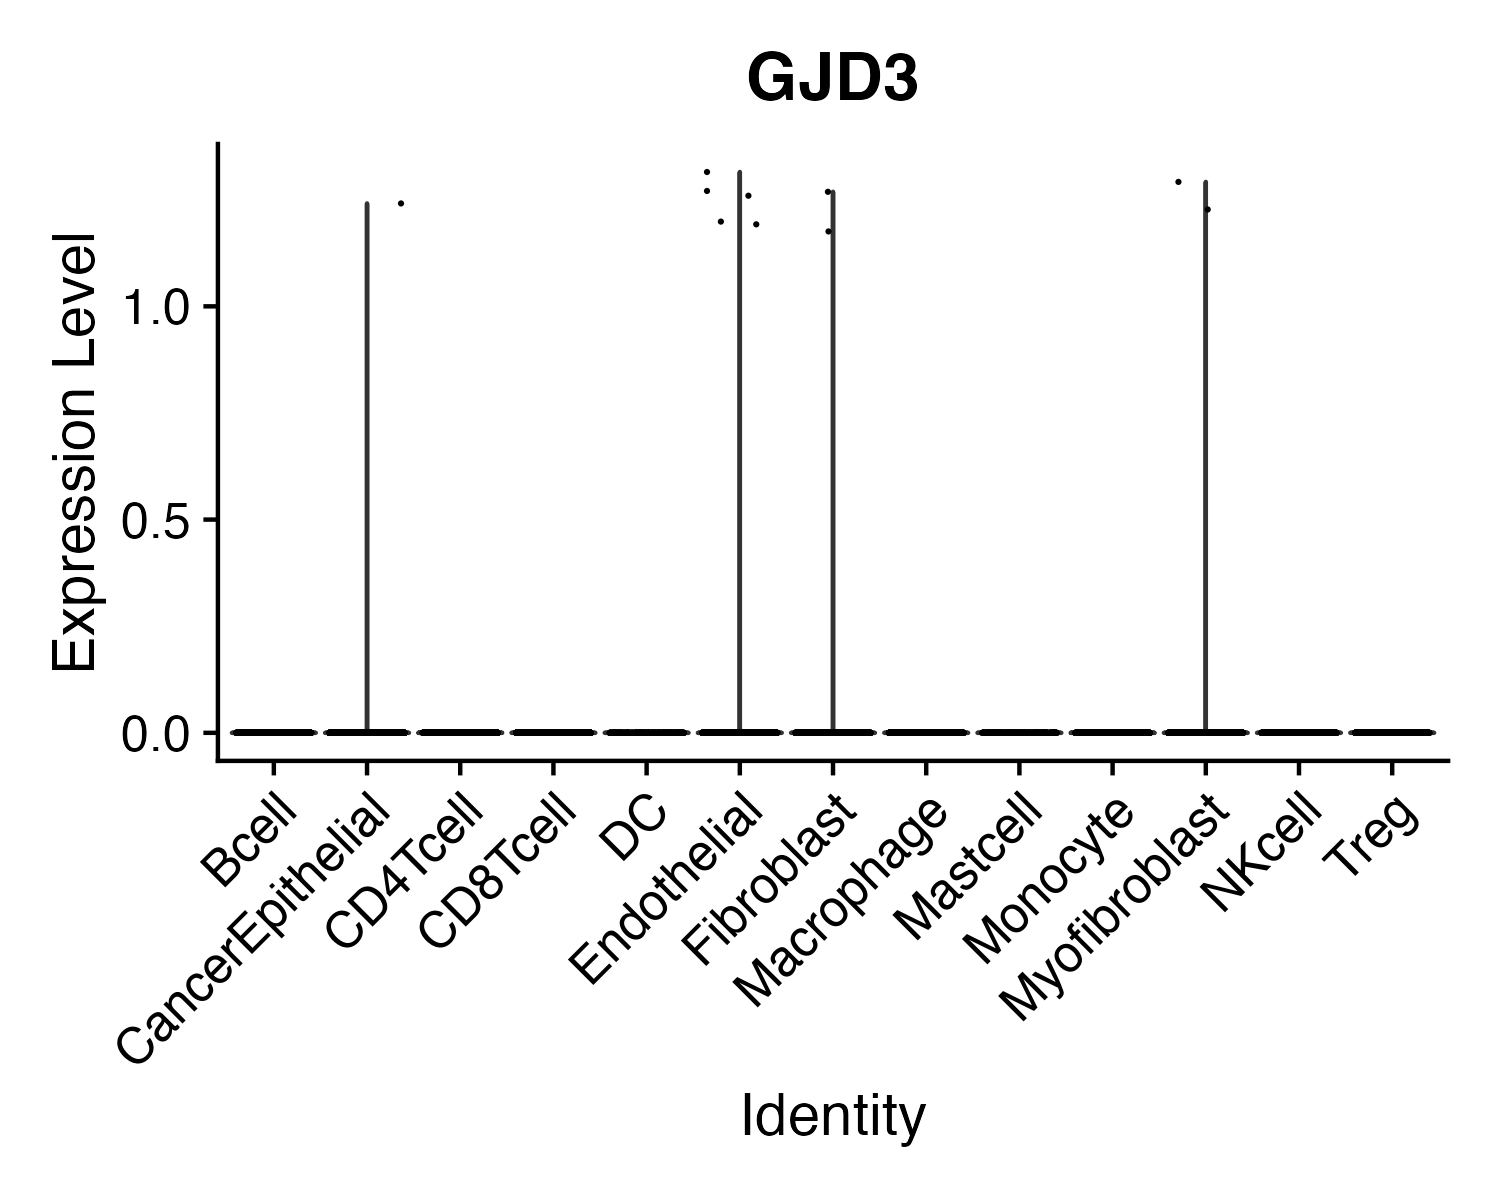 GJD3
Expression Level
1.0
0.5
0.0
Bcell
CancerEpithelial
CD4Tcell
CD8Tcell
DC
Endothelial
Fibroblast
Macrophage
Mastcell
Monocyte
Myofibroblast
NKcell
Treg
Identity